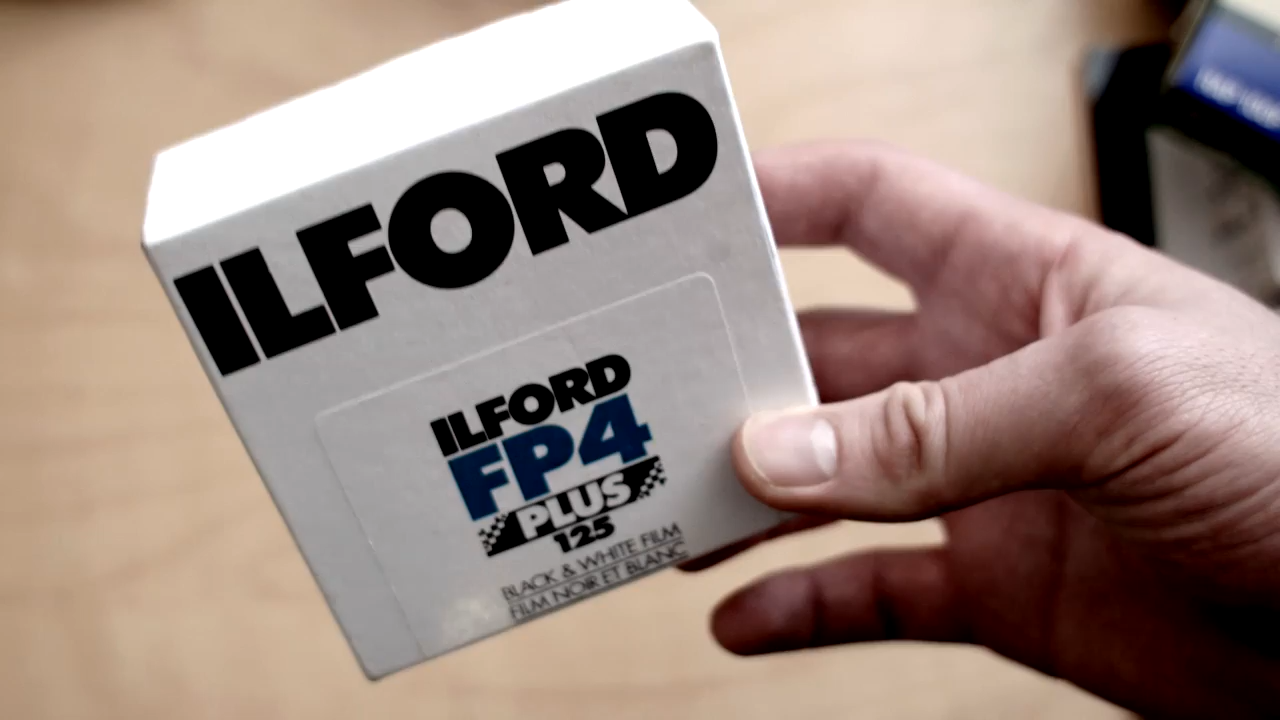 ILFORD
ILFORD
FP4
PLUS
125
BLACK & WHITE FILM
FILM NOIR ET BLANC